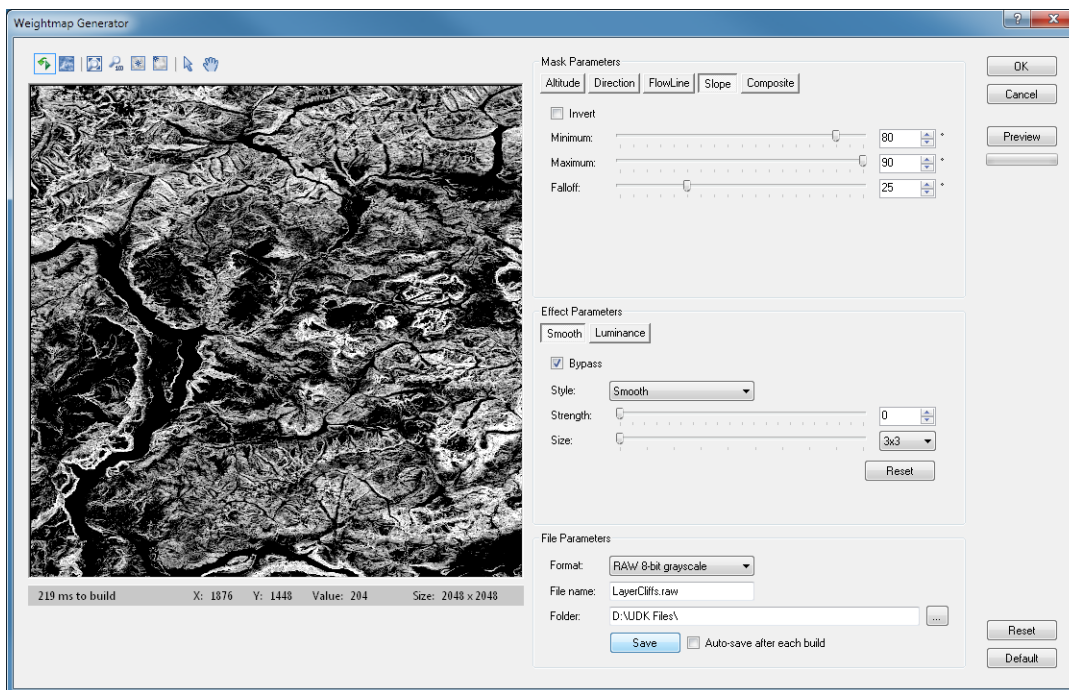 Weightmap Generator
?
Mask Parameters
Altitude Direction FlowLine Slope Composite
Invert
Minimum: 80 °
Maximum: 90 °
Falloff: 25 °
OK
Cancel
Preview
Effect Parameters
Smooth Luminance
Bypass
Style: Smooth
Strength: 0
Size: 3x3
Reset
File Parameters
Format: RAW 8-bit grayscale
File name: LayerCliffs.raw
Folder: D:\UDK Files\ ...
Save Auto-save after each build
219 ms to build X: 1876 Y: 1448 Value: 204 Size: 2048 x 2048
Reset
Default